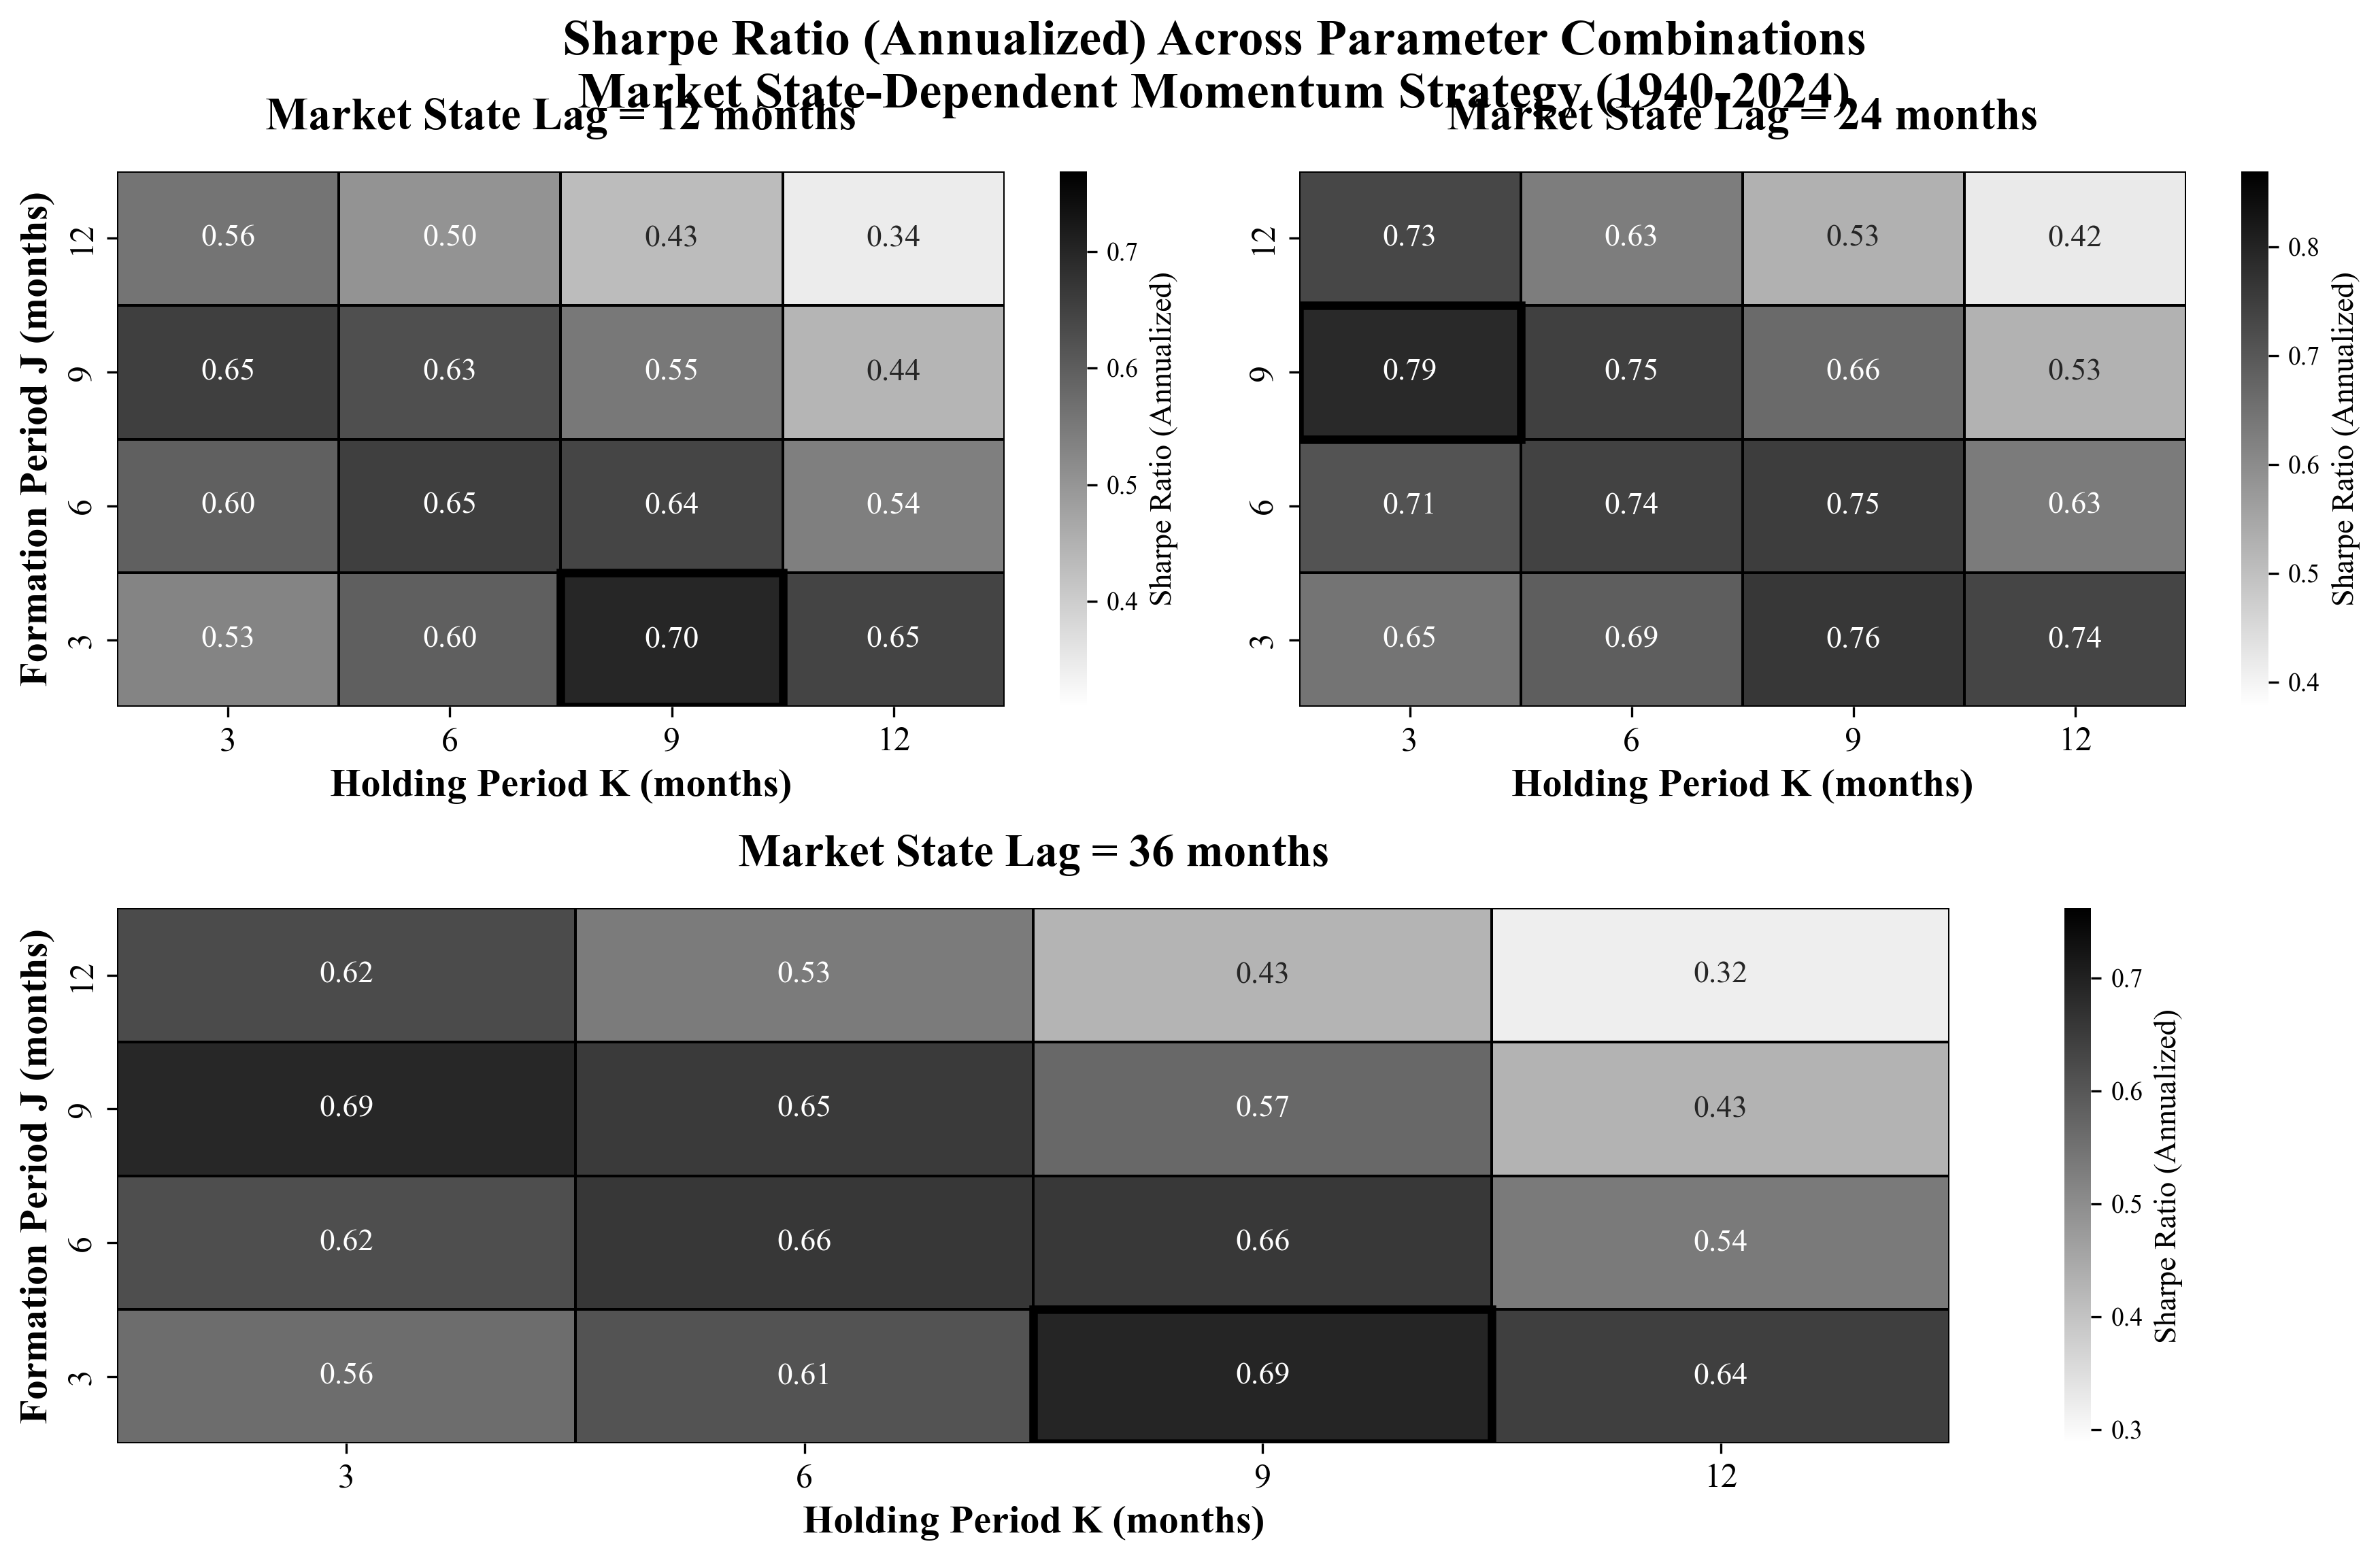 Sharpe Ratio (Annualized) Across Parameter Combinations
Market State-Dependent Momentum Strategy (1940-2024)
Market State Lag = 12 months
Formation Period J (months)
12
0.56 0.50 0.43 0.34
9
0.65 0.63 0.55 0.44
6
0.60 0.65 0.64 0.54
3
0.53 0.60 0.70 0.65
3 6 9 12
Holding Period K (months)
0.7
0.6
0.5
0.4
Sharpe Ratio (Annualized)
Market State Lag = 24 months
12
0.73 0.63 0.53 0.42
9
0.79 0.75 0.66 0.53
6
0.71 0.74 0.75 0.63
3
0.65 0.69 0.76 0.74
3 6 9 12
Holding Period K (months)
0.8
0.7
0.6
0.5
0.4
Sharpe Ratio (Annualized)
Market State Lag = 36 months
Formation Period J (months)
12
0.62 0.53 0.43 0.32
9
0.69 0.65 0.57 0.43
6
0.62 0.66 0.66 0.54
3
0.56 0.61 0.69 0.64
3 6 9 12
Holding Period K (months)
0.7
0.6
0.5
0.4
0.3
Sharpe Ratio (Annualized)